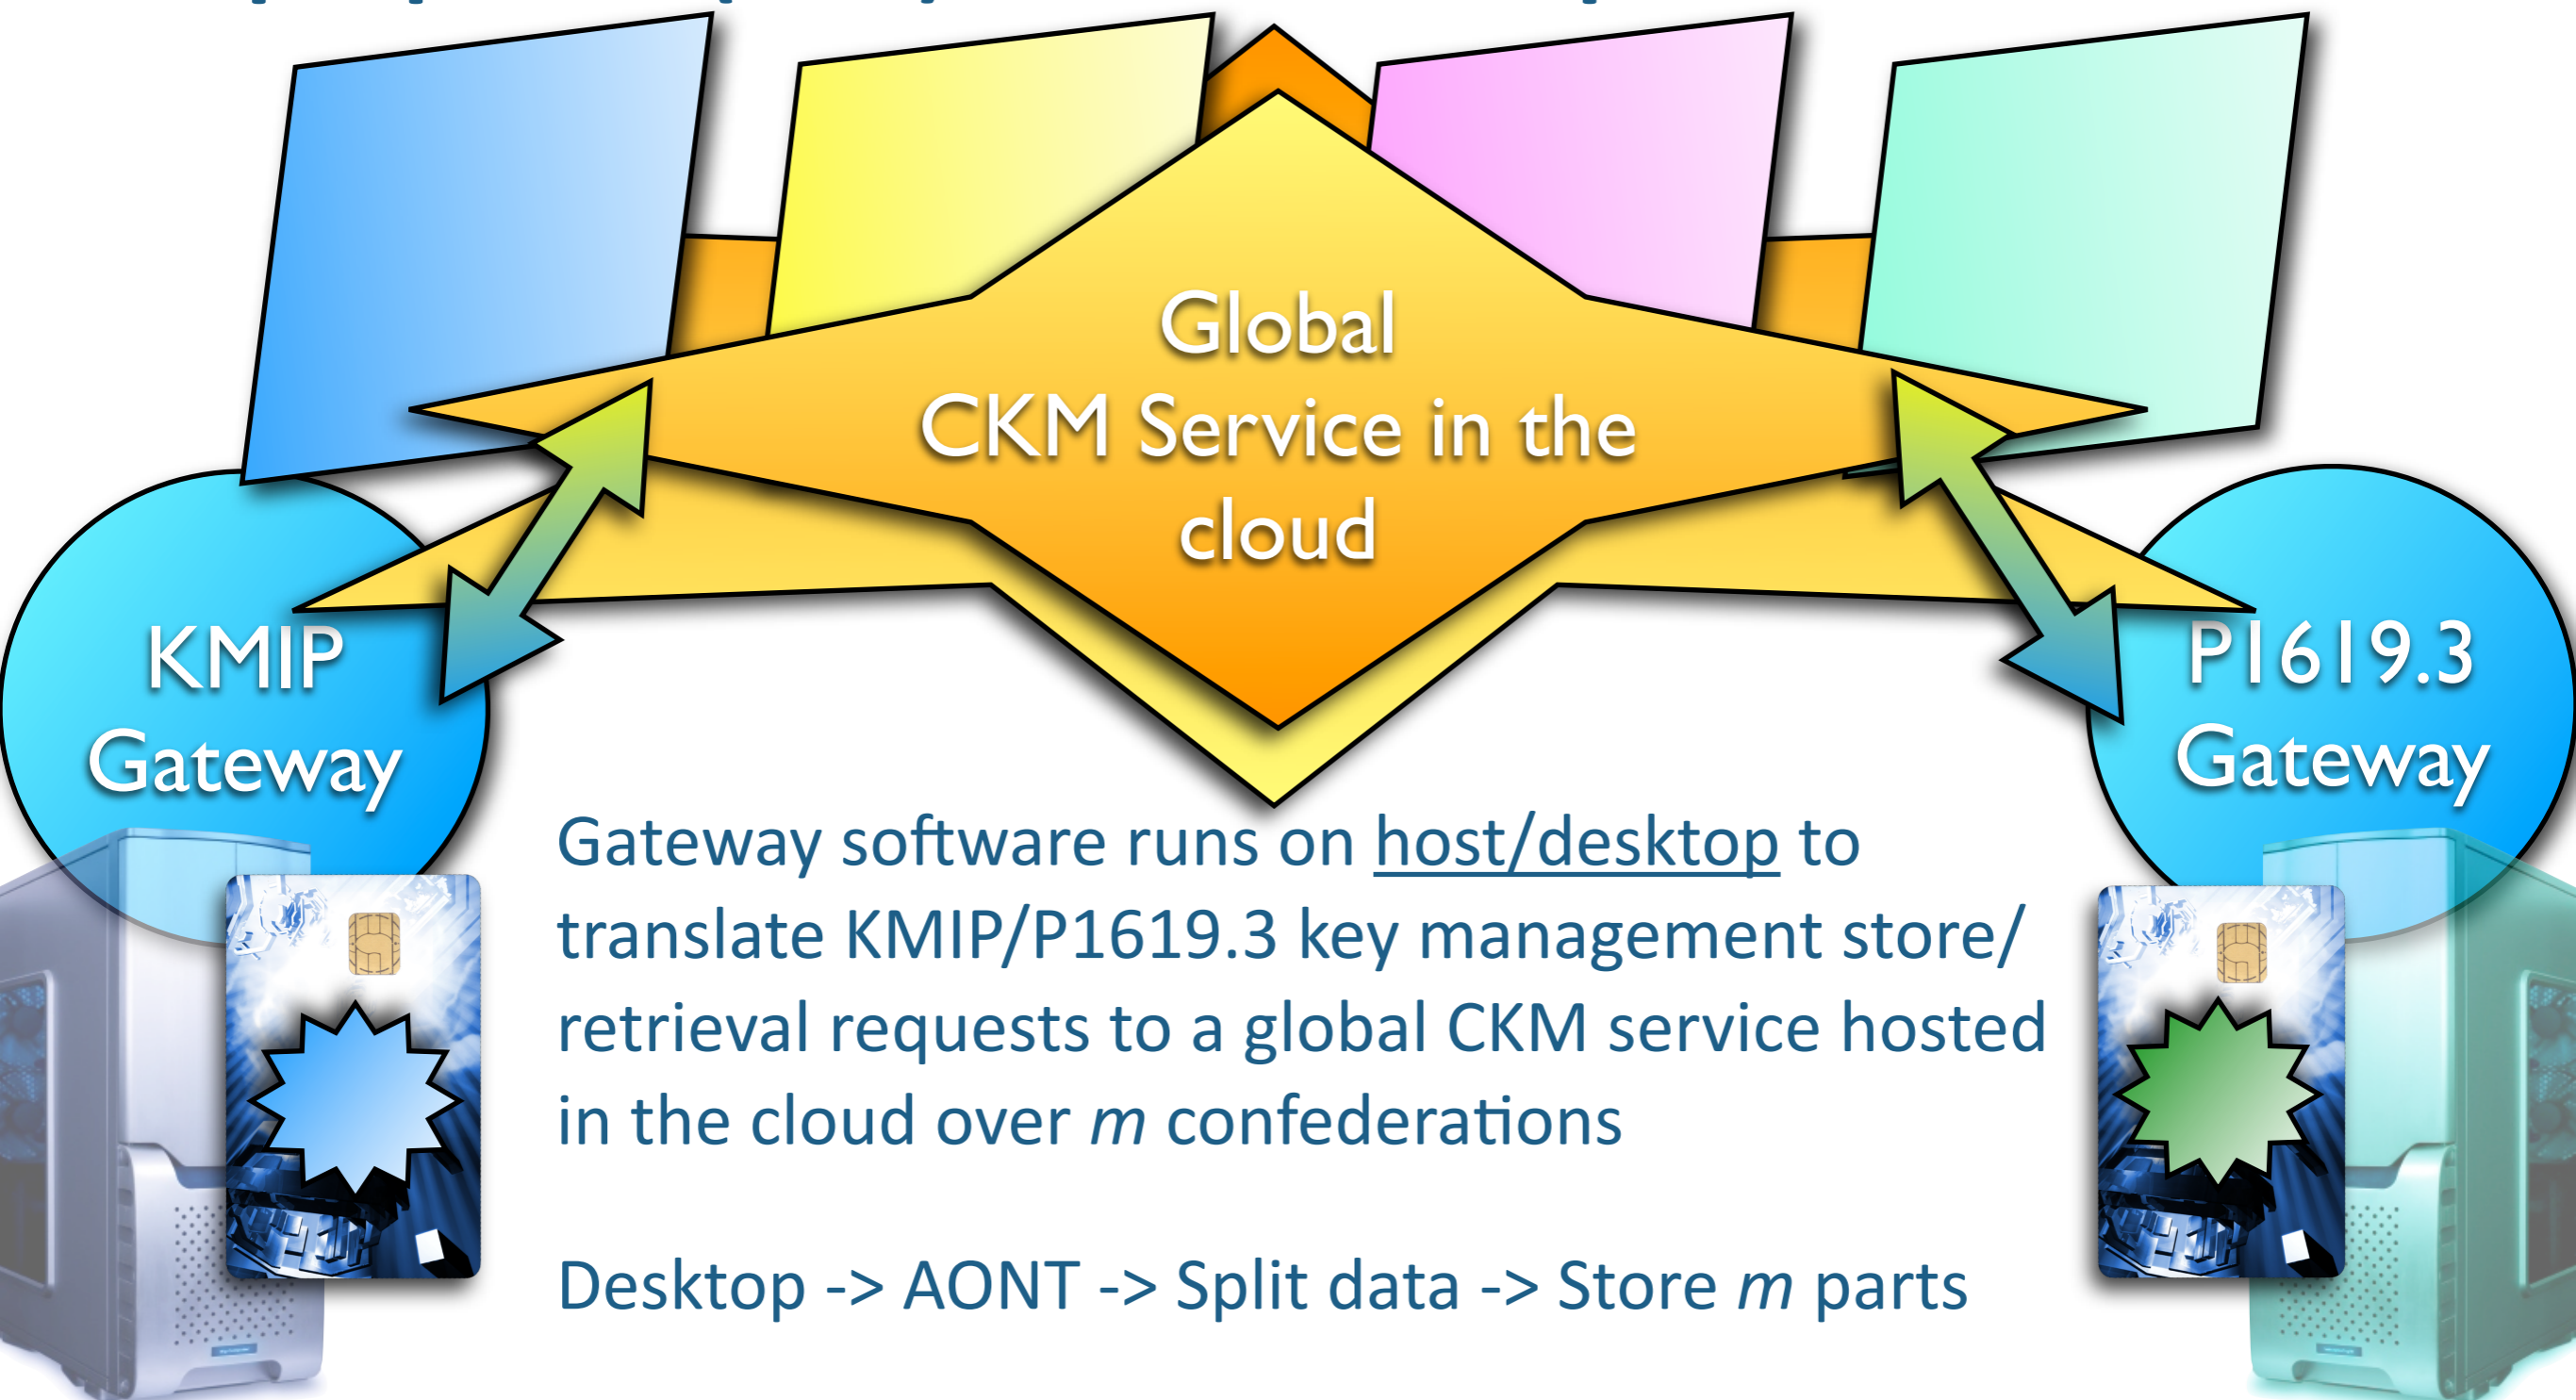 Global
CKM Service in the
cloud
KMIP
Gateway
P1619.3
Gateway
Gateway software runs on host/desktop to
translate KMIP/P1619.3 key management store/
retrieval requests to a global CKM service hosted
in the cloud over m confederations
Desktop -> AONT -> Split data -> Store m parts